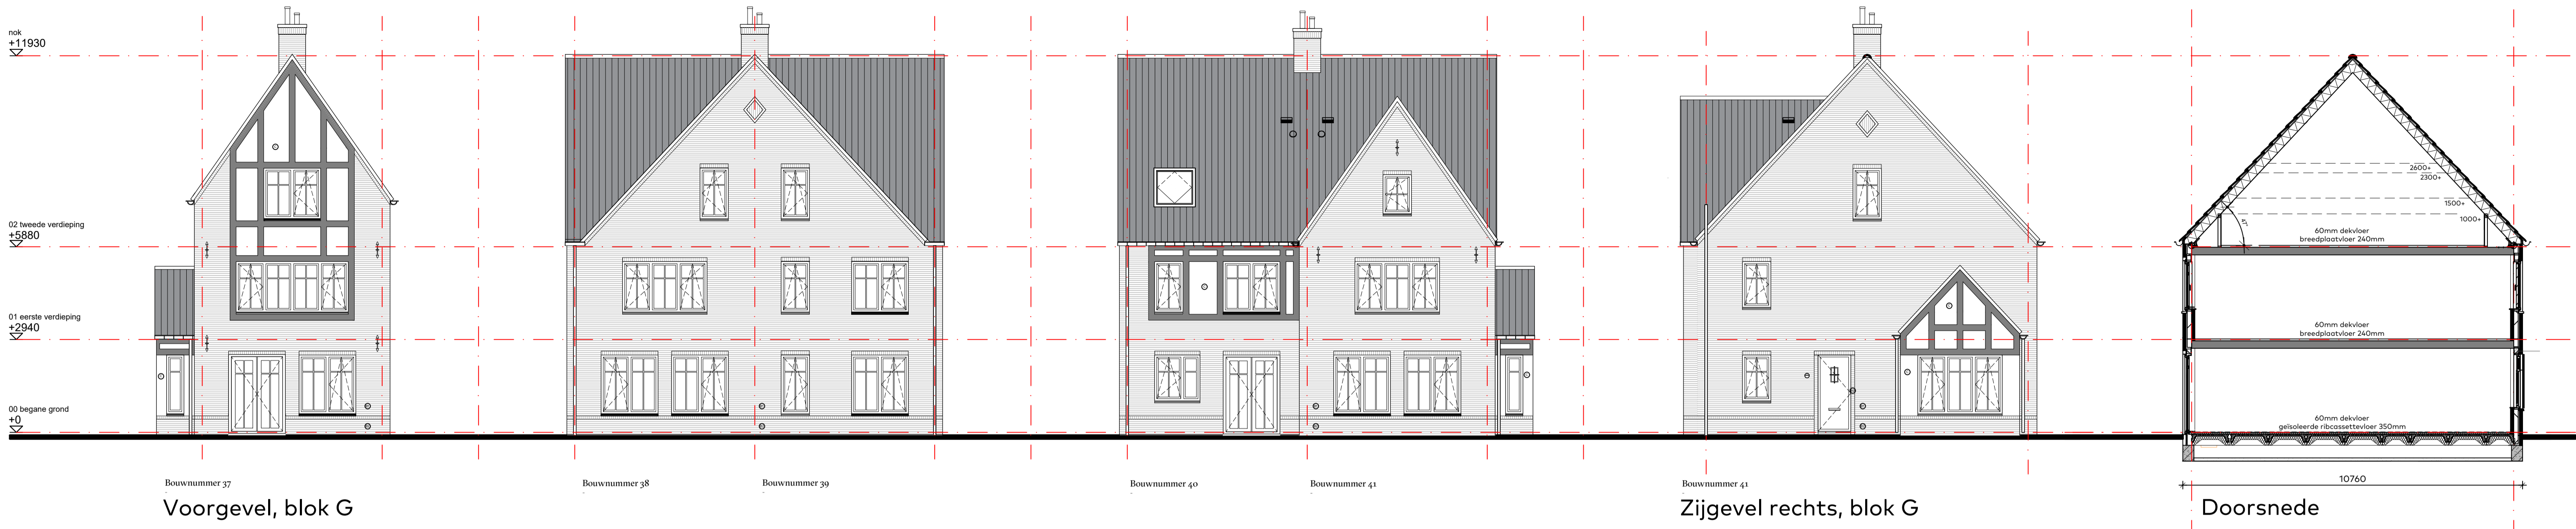 nok
+11930
02 tweede verdieping
+5880
01 eerste verdieping
+2940
00 begane grond
+0
2600+
2300+
1500+
1000+
47°
60mm dekvloer
breedplaatvloer 240mm
60mm dekvloer
breedplaatvloer 240mm
60mm dekvloer
geïsoleerde ribcassettevloer 350mm
10760
Bouwnummer 37
Bouwnummer 38
Bouwnummer 39
Bouwnummer 40
Bouwnummer 41
Bouwnummer 41
Voorgevel, blok G
Zijgevel rechts, blok G
Doorsnede